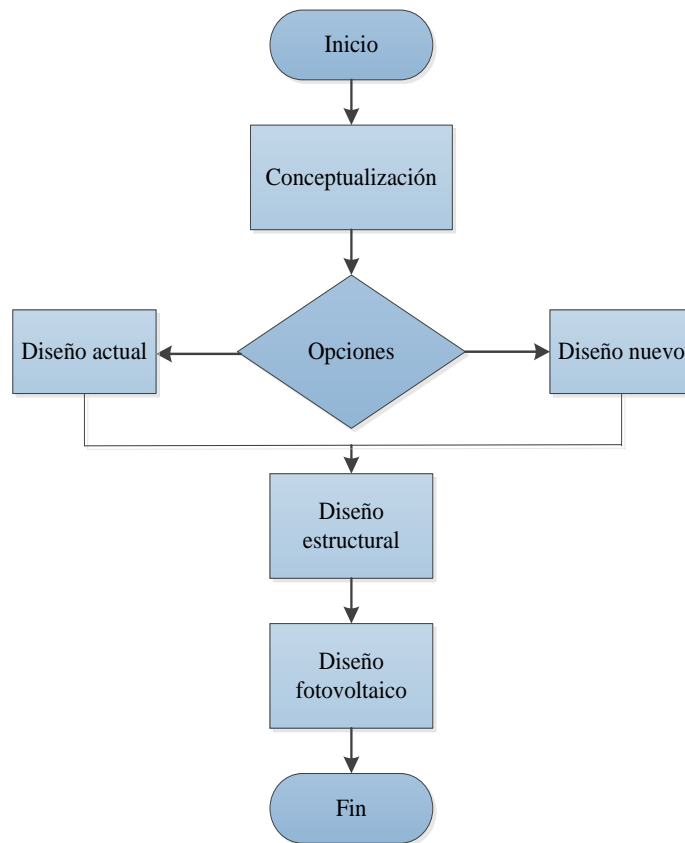 Inicio
Conceptualización
Diseño actual
Opciones
Diseño nuevo
Diseño
estructural
Diseño
fotovoltaico
Fin